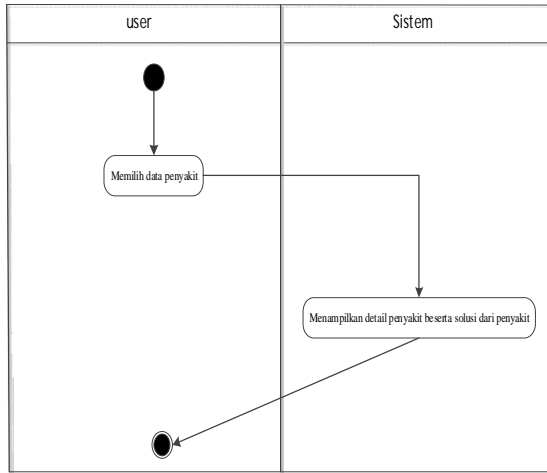 user
Sistem
Memilih data penyakit
Menampilkan detail penyakit beserta solusi dari penyakit